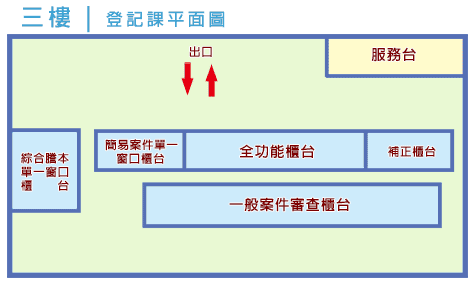 三樓｜登記課平面圖
出口
服務台
綜合謄本
單一窗口
櫃台
簡易案件單一
窗口櫃台
全功能櫃台
補正櫃台
一般案件審查櫃台